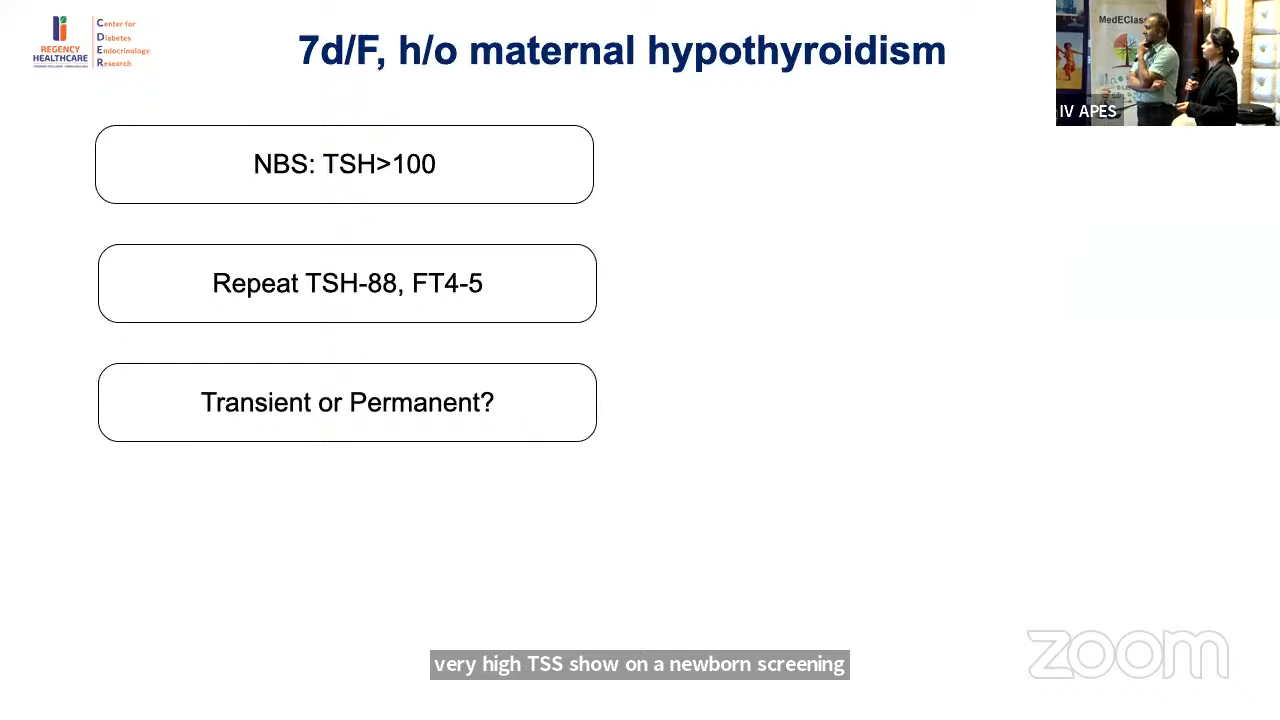 REGENCY
HEALTHCARE
Center for
Diabetes
Endocrinology
Research
7d/F, h/o maternal hypothyroidism
MedEClass
IV APES
NBS: TSH>100
Repeat TSH-88, FT4-5
Transient or Permanent?
very high TSS show on a newborn screening
zoom